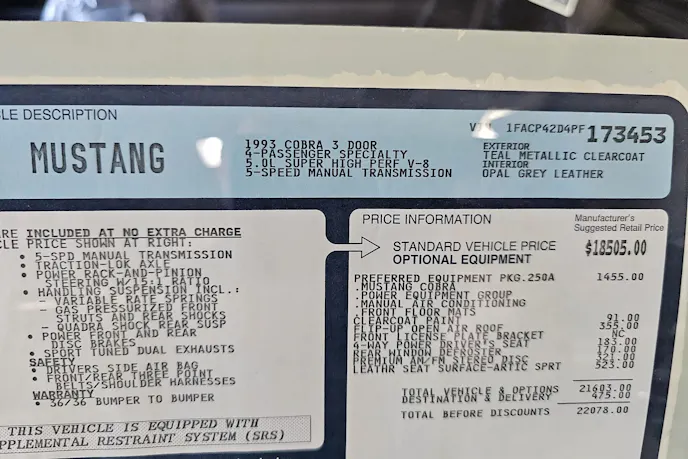 LE DESCRIPTION
MUSTANG
1993 COBRA 3 DOOR
4-PASSENGER SPECIALTY
5.0L SUPER HIGH PERF V-8
5-SPEED MANUAL TRANSMISSION
VIN 1FACP42D4PF173453
EXTERIOR
TEAL METALLIC CLEARCOAT
INTERIOR
OPAL GREY LEATHER
RE INCLUDED AT NO EXTRA CHARGE
CLE PRICE SHOWN AT RIGHT:
• 5-SPD MANUAL TRANSMISSION
• TRACTION-LOK AXLE
• POWER RACK-AND-PINION
STEERING W/15:1 RATIO
• HANDLING SUSPENSION INCL.:
- VARIABLE RATE SPRINGS
- GAS PRESSURIZED FRONT
STRUTS AND REAR SHOCKS
- QUADRA SHOCK REAR SUSP
• POWER FRONT AND REAR
DISC BRAKES
• SPORT TUNED DUAL EXHAUSTS
SAFETY
• DRIVERS SIDE AIR BAG
• FRONT/REAR THREE POINT
BELTS/SHOULDER HARNESSES
WARRANTY
• 36/36 BUMPER TO BUMPER
THIS VEHICLE IS EQUIPPED WITH
PPLEMENTAL RESTRAINT SYSTEM (SRS)
PRICE INFORMATION
Manufacturer's
Suggested Retail Price
STANDARD VEHICLE PRICE $18505.00
OPTIONAL EQUIPMENT
PREFERRED EQUIPMENT PKG.250A 1455.00
.MUSTANG COBRA
.POWER EQUIPMENT GROUP
.MANUAL AIR CONDITIONING
.FRONT FLOOR MATS
CLEARCOAT PAINT 91.00
FLIP-UP OPEN AIR ROOF 355.00
FRONT LICENSE PLATE BRACKET NC
4-WAY POWER DRIVER'S SEAT 183.00
REAR WINDOW DEFROSTER 170.00
PREMIUM AM/FM STEREO DISC 321.00
LEATHR SEAT SURFACE-ARTIC SPRT 523.00
TOTAL VEHICLE & OPTIONS 21603.00
DESTINATION & DELIVERY 475.00
TOTAL BEFORE DISCOUNTS 22078.00